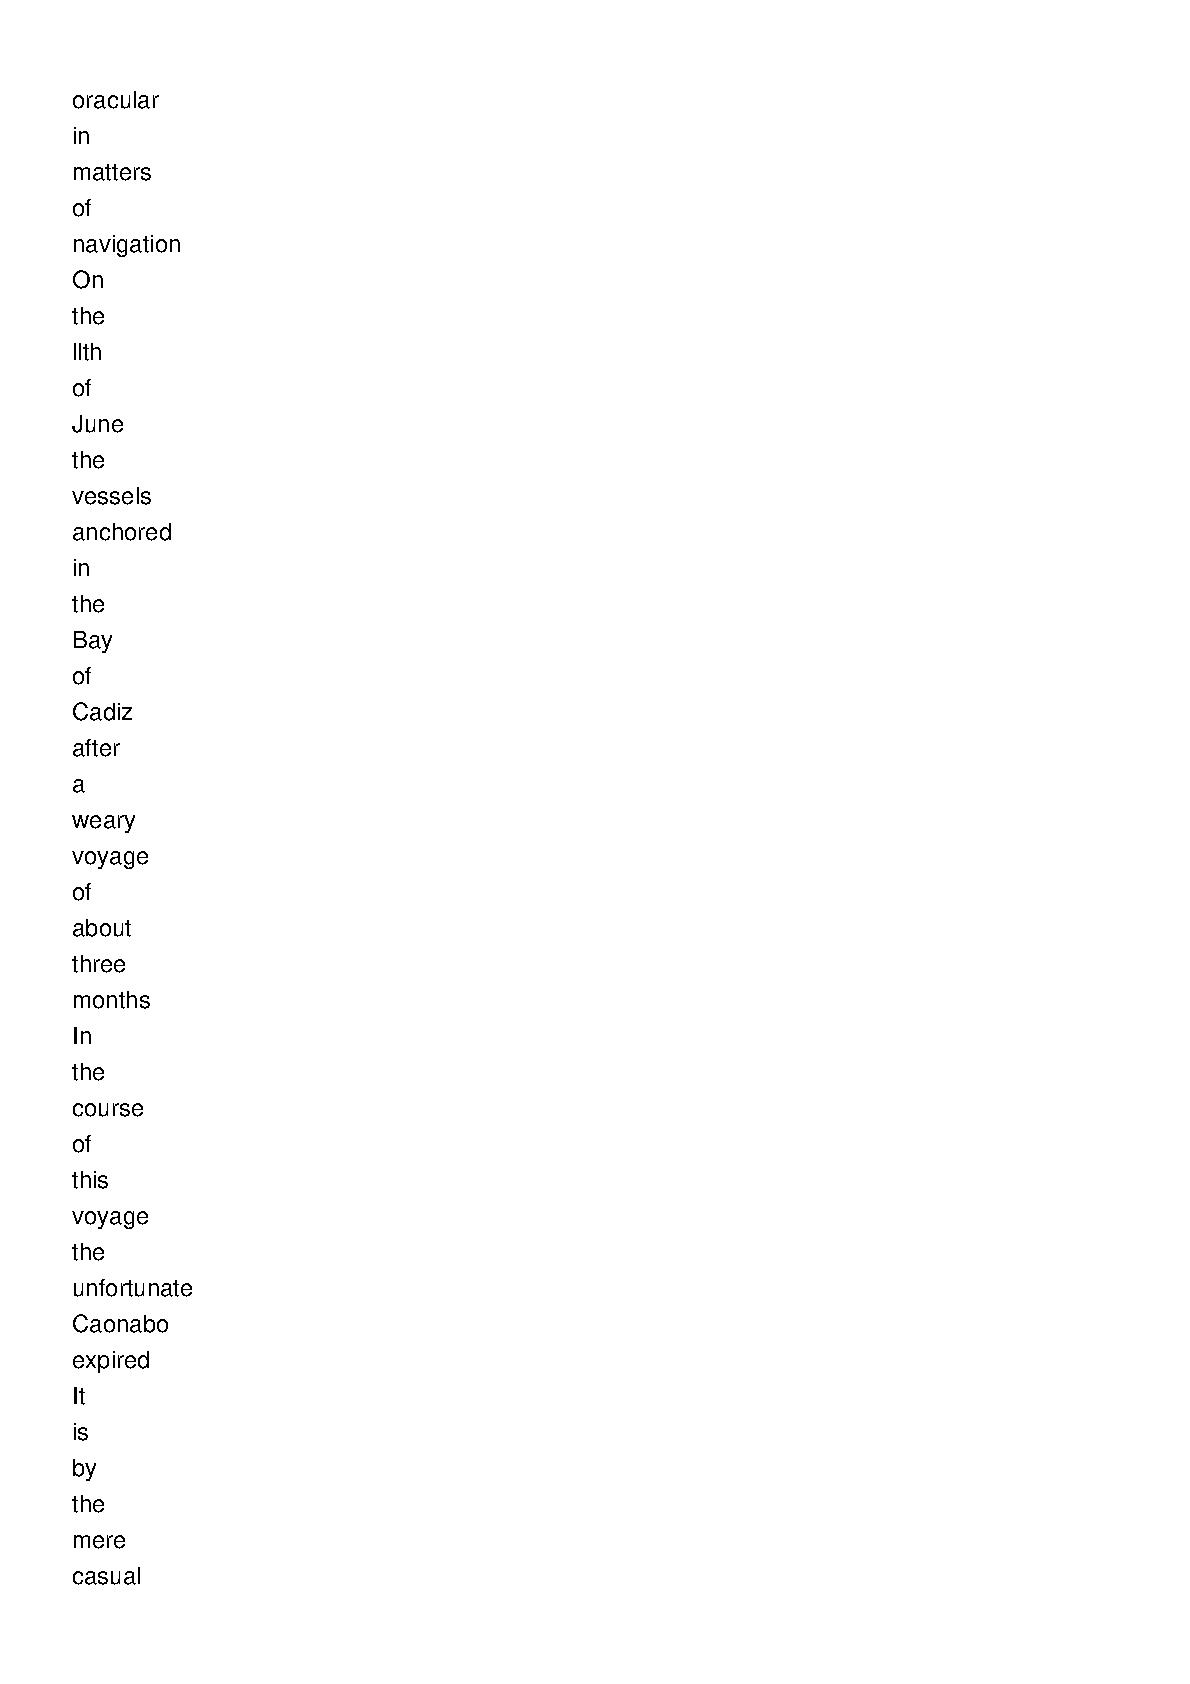 oracular
in
matters
of
navigation
On
the
llth
of
June
the
vessels
anchored
in
the
Bay
of
Cadiz
after
a
weary
voyage
of
about
three
months
In
the
course
of
this
voyage
the
unfortunate
Caonabo
expired
It
is
by
the
mere
casual